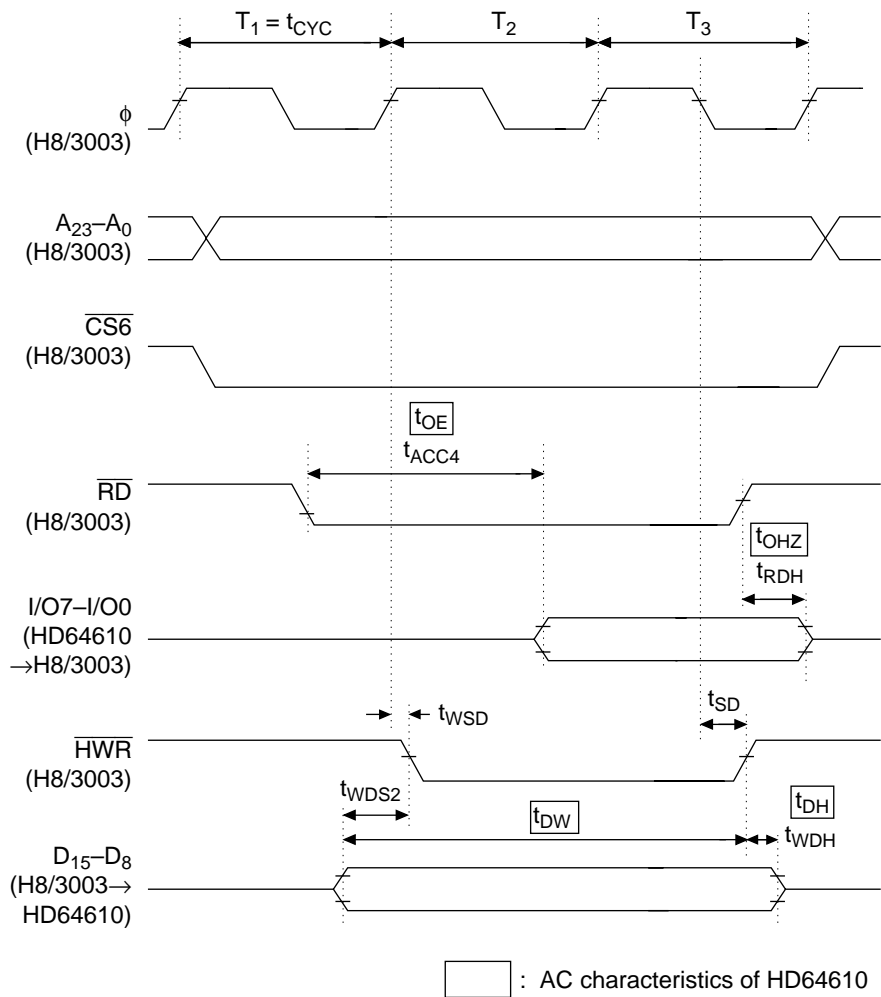 T1 = tCYC
T2
T3
ϕ
(H8/3003)
A23–A0
(H8/3003)
CS6
(H8/3003)
tOE
tACC4
RD
(H8/3003)
tOHZ
tRDH
I/O7–I/O0
(HD64610
→H8/3003)
tWSD
tSD
HWR
(H8/3003)
tWDS2
tDW
tDH
tWDH
D15–D8
(H8/3003→
HD64610)
: AC characteristics of HD64610